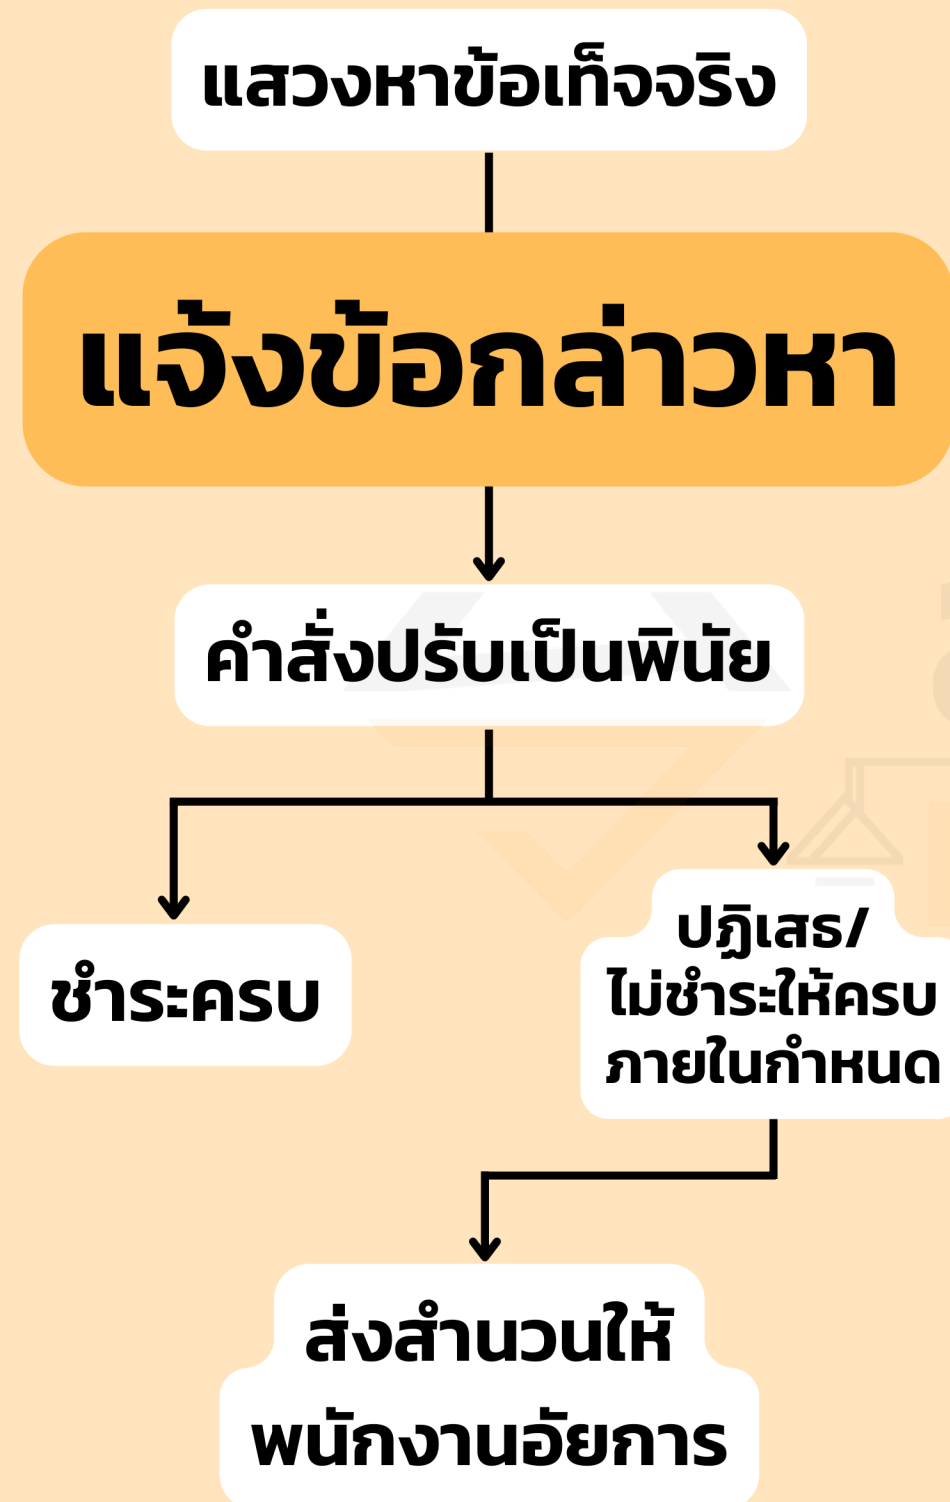 แสวงหาข้อเท็จจริง
แจ้งข้อกล่าวหา
คำสั่งปรับเป็นพินัย
ชำระครบ
ปฏิเสธ/
ไม่ชำระให้ครบ
ภายในกำหนด
ส่งสำนวนให้
พนักงานอัยการ